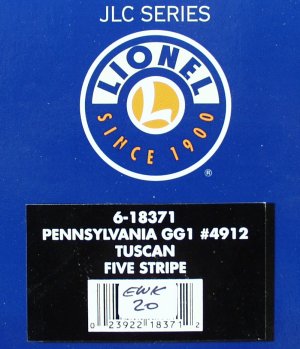 JLC SERIES
LIONEL
L
SINCE 1900
®
6-18371
PENNSYLVANIA GG1 #4912
TUSCAN
FIVE STRIPE
EWK
20
0 23922 18371 2